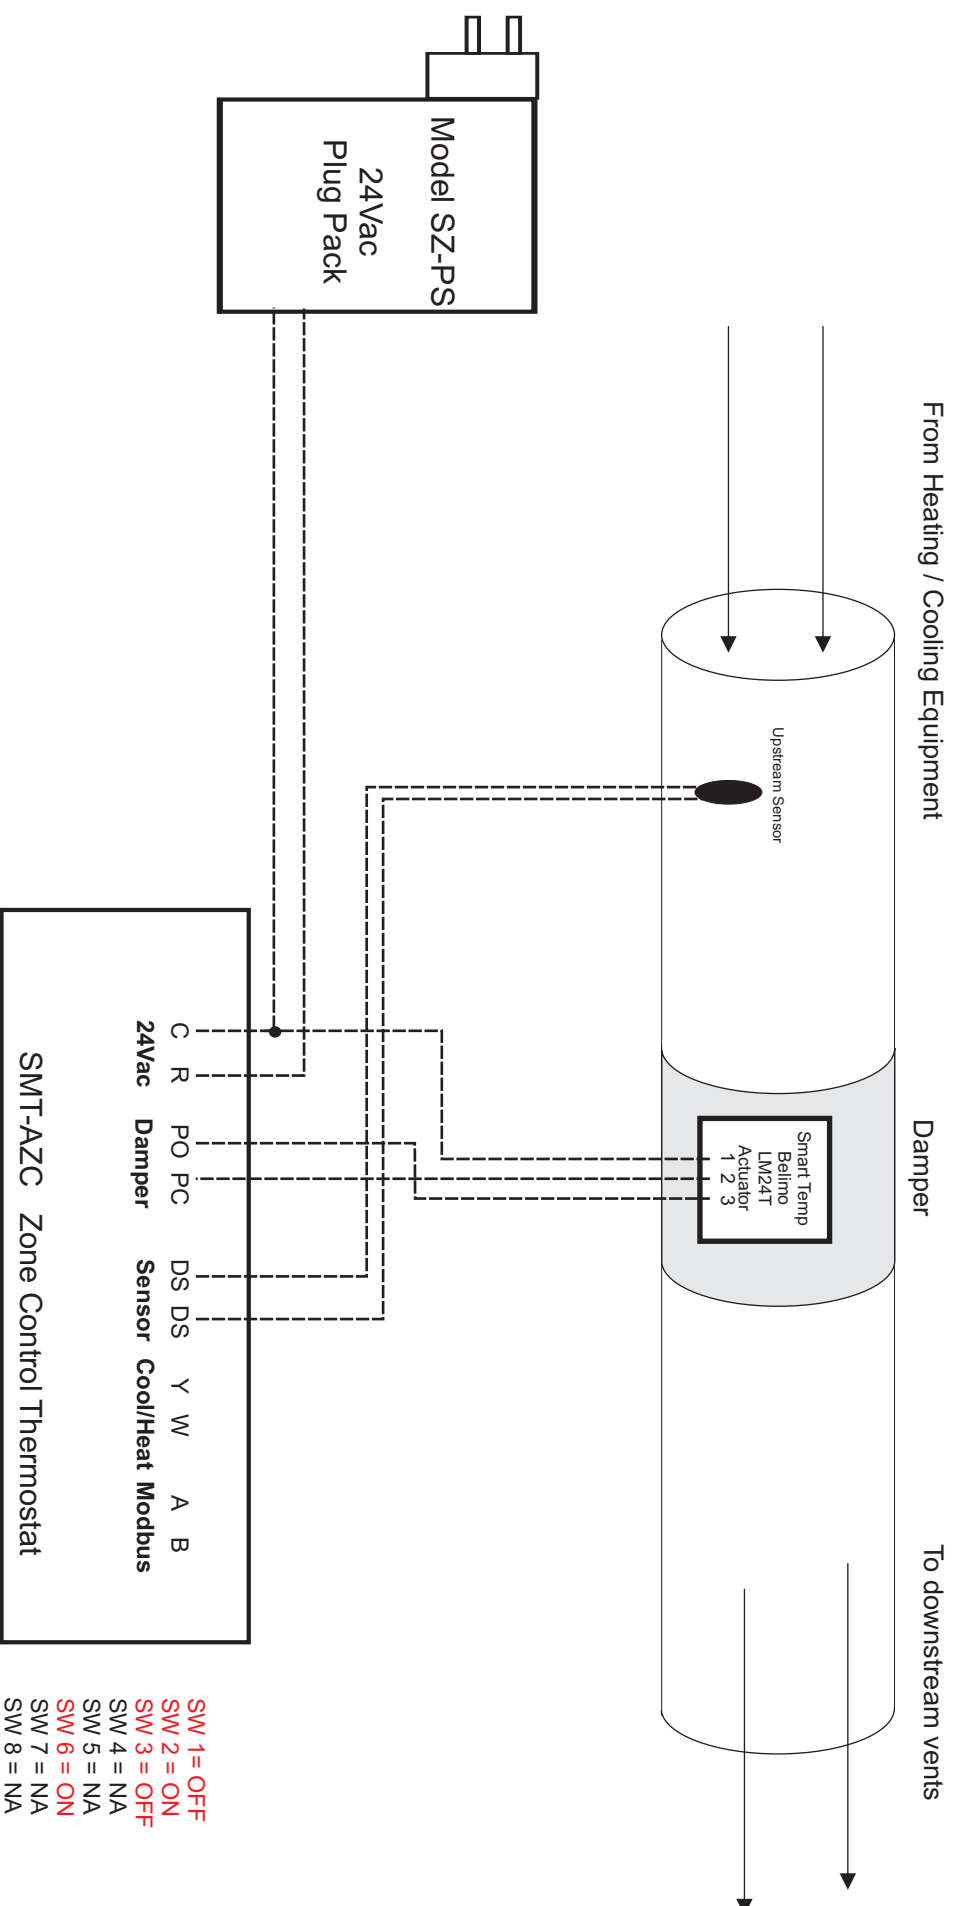 From Heating / Cooling Equipment
Damper
To downstream vents
Upstream Sensor
Smart Temp
Belimo
LM24T
Actuator
1 2 3
Model SZ-PS
24Vac
Plug Pack
C R PO PC DS DS Y W A B
24Vac Damper Sensor Cool/Heat Modbus
SMT-AZC Zone Control Thermostat
SW 1= OFF
SW 2 = ON
SW 3 = OFF
SW 4 = NA
SW 5 = NA
SW 6 = ON
SW 7 = NA
SW 8 = NA